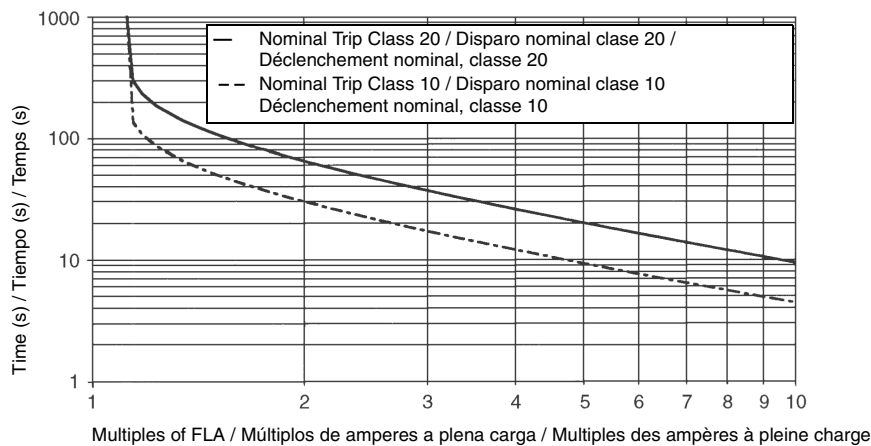 1000
100
10
1
Time (s) / Tiempo (s) / Temps (s)
Nominal Trip Class 20 / Disparo nominal clase 20 /
Déclenchement nominal, classe 20
Nominal Trip Class 10 / Disparo nominal clase 10
Déclenchement nominal, classe 10
1 2 3 4 5 6 7 8 9 10
Multiples of FLA / Múltiplos de amperes a plena carga / Multiples des ampères à pleine charge